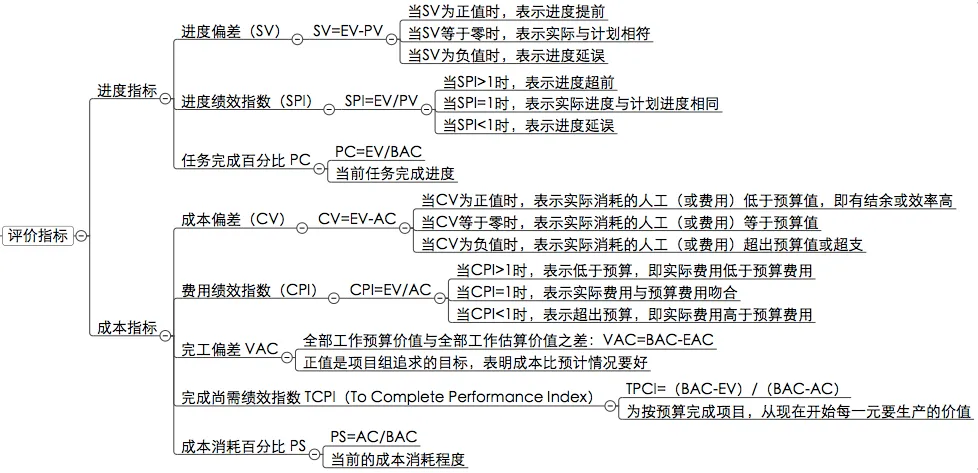 评价指标
进度指标
进度偏差（SV）
SV=EV-PV
当SV为正值时，表示进度提前
当SV等于零时，表示实际与计划相符
当SV为负值时，表示进度延误
进度绩效指数（SPI）
SPI=EV/PV
当SPI>1时，表示进度超前
当SPI=1时，表示实际进度与计划进度相同
当SPI<1时，表示进度延误
任务完成百分比 PC
PC=EV/BAC
当前任务完成进度
成本指标
成本偏差（CV）
CV=EV-AC
当CV为正值时，表示实际消耗的人工（或费用）低于预算值，即有结余或效率高
当CV等于零时，表示实际消耗的人工（或费用）等于预算值
当CV为负值时，表示实际消耗的人工（或费用）超出预算值或超支
费用绩效指数（CPI）
CPI=EV/AC
当CPI>1时，表示低于预算，即实际费用低于预算费用
当CPI=1时，表示实际费用与预算费用吻合
当CPI<1时，表示超出预算，即实际费用高于预算费用
完工偏差 VAC
全部工作预算价值与全部工作估算价值之差：VAC=BAC-EAC
正值是项目组追求的目标，表明成本比预计情况要好
完成尚需绩效指数 TCPI（To Complete Performance Index）
TPCI=（BAC-EV）/（BAC-AC）
为按预算完成项目，从现在开始每一元要生产的价值
成本消耗百分比 PS
PS=AC/BAC
当前的成本消耗程度